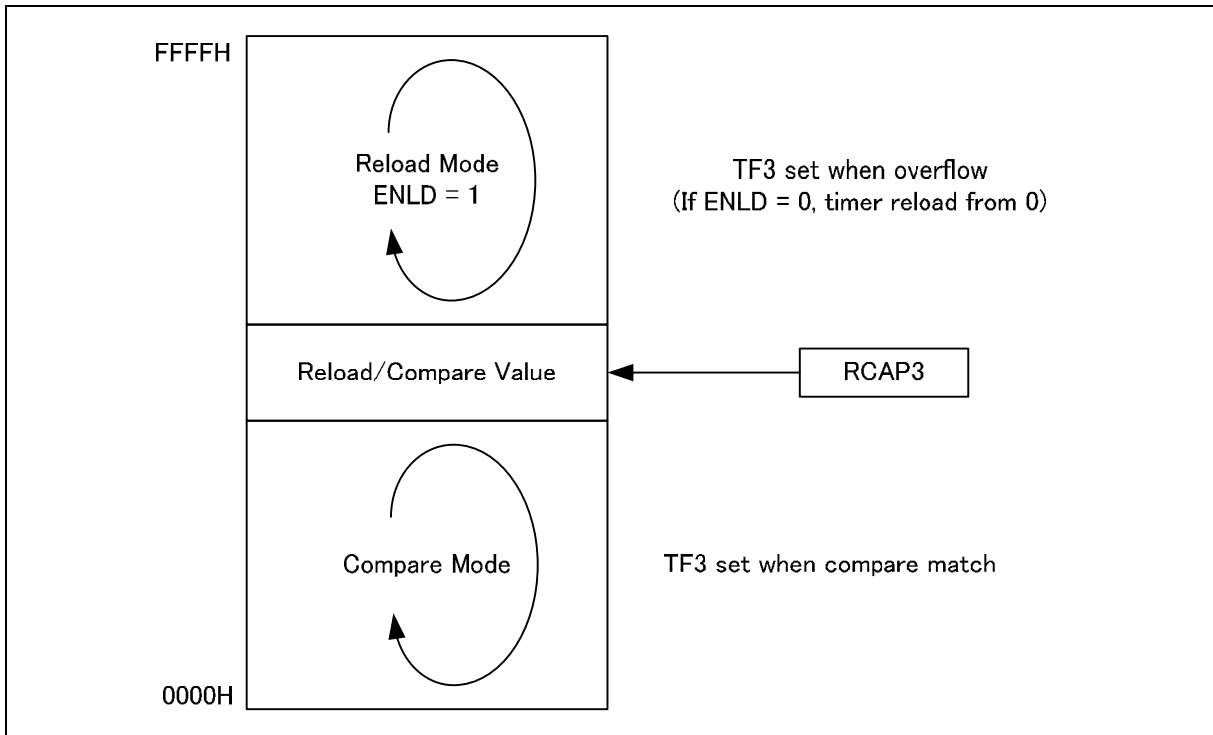 FFFFH
Reload Mode
ENLD = 1
TF3 set when overflow
(If ENLD = 0, timer reload from 0)
Reload/Compare Value
RCAP3
Compare Mode
TF3 set when compare match
0000H